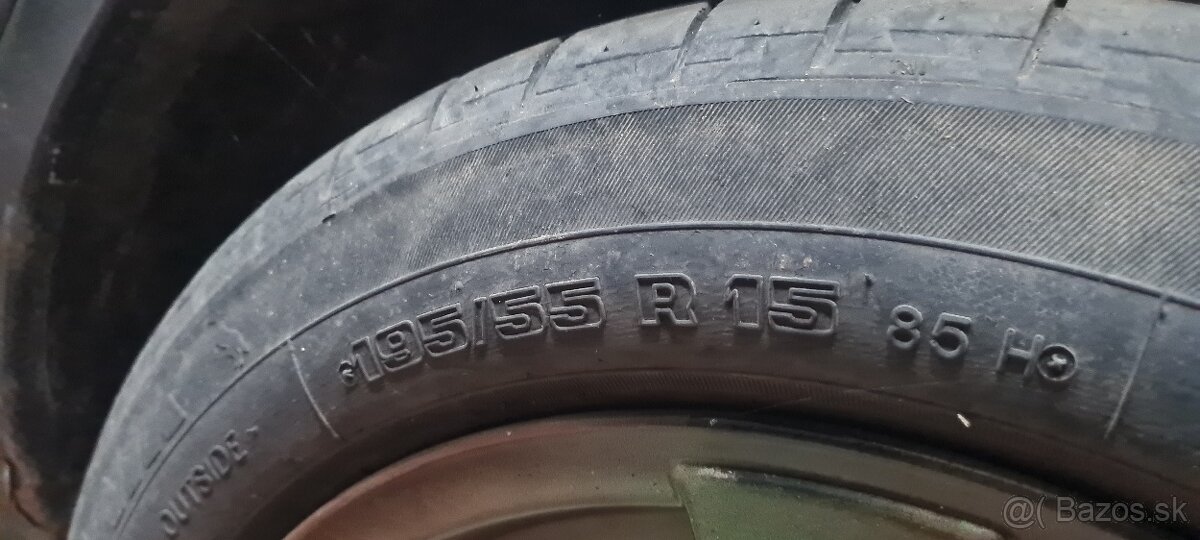 195/55 R 15 85 H
OUTSIDE
@( Bazos.sk